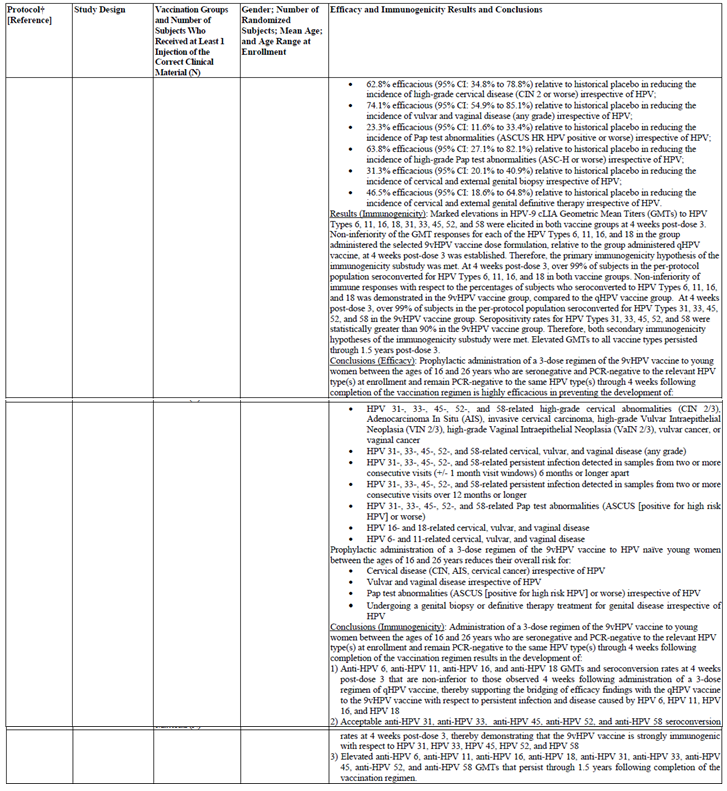 Protocol† [Reference]
Study Design
Vaccination Groups and Number of Subjects Who Received at Least 1 Injection of the Correct Clinical Material (N)
Gender; Number of Randomized Subjects; Mean Age; and Age Range at Enrollment
Efficacy and Immunogenicity Results and Conclusions
• 62.8% efficacious (95% CI: 34.8% to 78.8%) relative to historical placebo in reducing the
incidence of high-grade cervical disease (CIN 2 or worse) irrespective of HPV;
• 74.1% efficacious (95% CI: 54.9% to 85.1%) relative to historical placebo in reducing the
incidence of vulvar and vaginal disease (any grade) irrespective of HPV;
• 23.3% efficacious (95% CI: 11.6% to 33.4%) relative to historical placebo in reducing the
incidence of Pap test abnormalities (ASCUS HR HPV positive or worse) irrespective of HPV;
• 63.8% efficacious (95% CI: 27.1% to 82.1%) relative to historical placebo in reducing the
incidence of high-grade Pap test abnormalities (ASC-H or worse) irrespective of HPV;
• 31.3% efficacious (95% CI: 20.1% to 40.9%) relative to historical placebo in reducing the
incidence of cervical and external genital biopsy irrespective of HPV;
• 46.5% efficacious (95% CI: 18.6% to 64.8%) relative to historical placebo in reducing the
incidence of cervical and external genital definitive therapy irrespective of HPV.
Results (Immunogenicity): Marked elevations in HPV-9 cLIA Geometric Mean Titers (GMTs) to HPV
Types 6, 11, 16, 18, 31, 33, 45, 52, and 58 were elicited in both vaccine groups at 4 weeks post-dose 3.
Non-inferiority of the GMT responses for each of the HPV Types 6, 11, 16, and 18 in the group
administered the selected 9vHPV vaccine dose formulation, relative to the group administered qHPV
vaccine, at 4 weeks post-dose 3 was established. Therefore, the primary immunogenicity hypothesis of the
immunogenicity substudy was met. At 4 weeks post-dose 3, over 99% of subjects in the per-protocol
population seroconverted for HPV Types 6, 11, 16, and 18 in both vaccine groups. Non-inferiority of
immune responses with respect to the percentages of subjects who seroconverted to HPV Types 6, 11, 16,
and 18 was demonstrated in the 9vHPV vaccine group, compared to the qHPV vaccine group. At 4 weeks
post-dose 3, over 99% of subjects in the per-protocol population seroconverted for HPV Types 31, 33, 45,
52, and 58 in the 9vHPV vaccine group. Seropositivity rates for HPV Types 31, 33, 45, 52, and 58 were
statistically greater than 90% in the 9vHPV vaccine group. Therefore, both secondary immunogenicity
hypotheses of the immunogenicity substudy were met. Elevated GMTs to all vaccine types persisted
through 1.5 years post-dose 3.
Conclusions (Efficacy): Prophylactic administration of a 3-dose regimen of the 9vHPV vaccine to young
women between the ages of 16 and 26 years who are seronegative and PCR-negative to the relevant HPV
type(s) at enrollment and remain PCR-negative to the same HPV type(s) through 4 weeks following
completion of the vaccination regimen is highly efficacious in preventing the development of:
• HPV 31-, 33-, 45-, 52-, and 58-related high-grade cervical abnormalities (CIN 2/3),
Adenocarcinoma In Situ (AIS), invasive cervical carcinoma, high-grade Vulvar Intraepithelial
Neoplasia (VIN 2/3), high-grade Vaginal Intraepithelial Neoplasia (VaIN 2/3), vulvar cancer, or
vaginal cancer
• HPV 31-, 33-, 45-, 52-, and 58-related cervical, vulvar, and vaginal disease (any grade)
• HPV 31-, 33-, 45-, 52-, and 58-related persistent infection detected in samples from two or more
consecutive visits (+/- 1 month visit windows) 6 months or longer apart
• HPV 31-, 33-, 45-, 52-, and 58-related persistent infection detected in samples from two or more
consecutive visits over 12 months or longer
• HPV 31-, 33-, 45-, 52-, and 58-related Pap test abnormalities (ASCUS [positive for high risk
HPV] or worse)
• HPV 16- and 18-related cervical, vulvar, and vaginal disease
• HPV 6- and 11-related cervical, vulvar, and vaginal disease
Prophylactic administration of a 3-dose regimen of the 9vHPV vaccine to HPV naïve young women
between the ages of 16 and 26 years reduces their overall risk for:
• Cervical disease (CIN, AIS, cervical cancer) irrespective of HPV
• Vulvar and vaginal disease irrespective of HPV
• Pap test abnormalities (ASCUS [positive for high risk HPV] or worse) irrespective of HPV
• Undergoing a genital biopsy or definitive therapy treatment for genital disease irrespective of
HPV
Conclusions (Immunogenicity): Administration of a 3-dose regimen of the 9vHPV vaccine to young
women between the ages of 16 and 26 years who are seronegative and PCR-negative to the relevant HPV
type(s) at enrollment and remain PCR-negative to the same HPV type(s) through 4 weeks following
completion of the vaccination regimen results in the development of:
1) Anti-HPV 6, anti-HPV 11, anti-HPV 16, and anti-HPV 18 GMTs and seroconversion rates at 4 weeks
post-dose 3 that are non-inferior to those observed 4 weeks following administration of a 3-dose
regimen of qHPV vaccine, thereby supporting the bridging of efficacy findings with the qHPV vaccine
to the 9vHPV vaccine with respect to persistent infection and disease caused by HPV 6, HPV 11, HPV
16, and HPV 18
2) Acceptable anti-HPV 31, anti-HPV 33, anti-HPV 45, anti-HPV 52, and anti-HPV 58 seroconversion
rates at 4 weeks post-dose 3, thereby demonstrating that the 9vHPV vaccine is strongly immunogenic
with respect to HPV 31, HPV 33, HPV 45, HPV 52, and HPV 58
3) Elevated anti-HPV 6, anti-HPV 11, anti-HPV 16, anti-HPV 18, anti-HPV 31, anti-HPV 33, anti-HPV
45, anti-HPV 52, and anti-HPV 58 GMTs that persist through 1.5 years following completion of the
vaccination regimen.